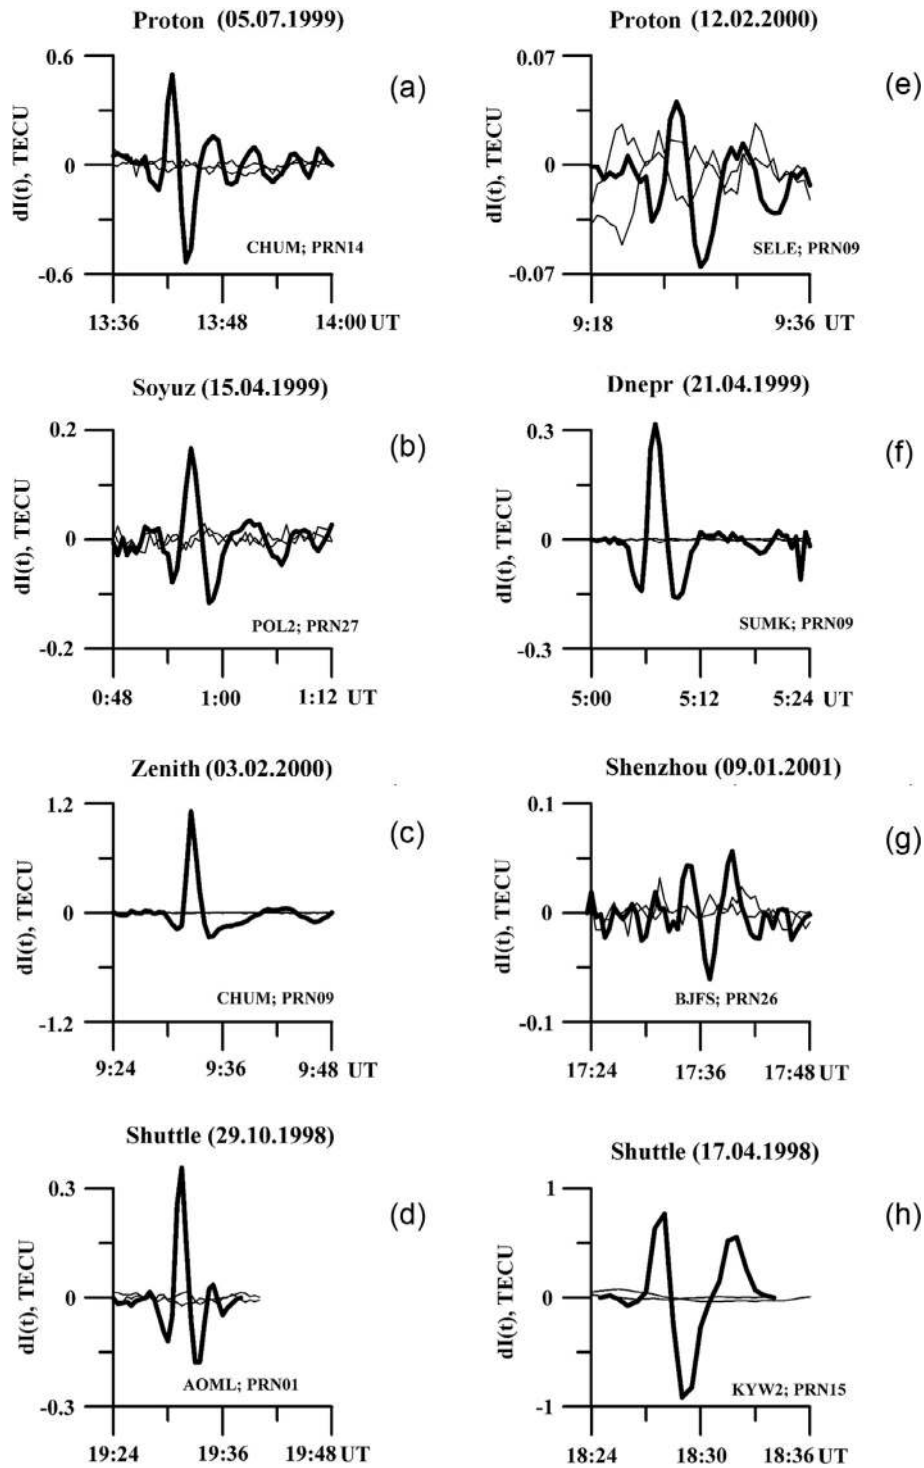 Proton (05.07.1999)
0.6
0
-0.6
dI(t), TECU
(a)
CHUM; PRN14
13:36 13:48 14:00 UT
Proton (12.02.2000)
0.07
0
-0.07
dI(t), TECU
(e)
SELE; PRN09
9:18 9:36 UT
Soyuz (15.04.1999)
0.2
0
-0.2
dI(t), TECU
(b)
POL2; PRN27
0:48 1:00 1:12 UT
Dnepr (21.04.1999)
0.3
0
-0.3
dI(t), TECU
(f)
SUMK; PRN09
5:00 5:12 5:24 UT
Zenith (03.02.2000)
1.2
0
-1.2
dI(t), TECU
(c)
CHUM; PRN09
9:24 9:36 9:48 UT
Shenzhou (09.01.2001)
0.1
0
-0.1
dI(t), TECU
(g)
BJFS; PRN26
17:24 17:36 17:48 UT
Shuttle (29.10.1998)
0.3
0
-0.3
dI(t), TECU
(d)
AOML; PRN01
19:24 19:36 19:48 UT
Shuttle (17.04.1998)
1
0
-1
dI(t), TECU
(h)
KYW2; PRN15
18:24 18:30 18:36 UT